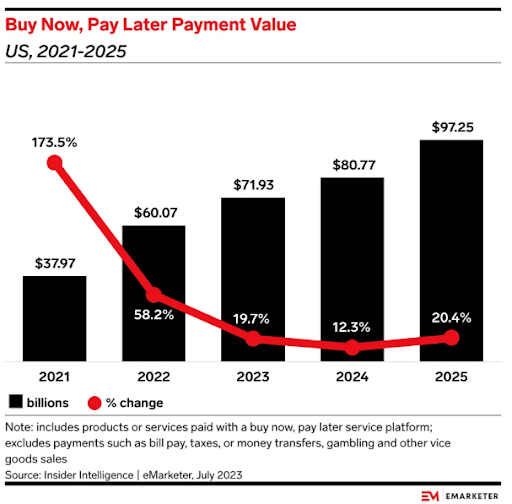 Buy Now, Pay Later Payment Value
US, 2021-2025
$97.25
173.5%
$80.77
$71.93
$60.07
$37.97
58.2%
19.7%
12.3%
20.4%
2021 2022 2023 2024 2025
billions % change
Note: includes products or services paid with a buy now, pay later service platform;
excludes payments such as bill pay, taxes, or money transfers, gambling and other vice
goods sales
Source: Insider Intelligence | eMarketer, July 2023
EM EMARKETER